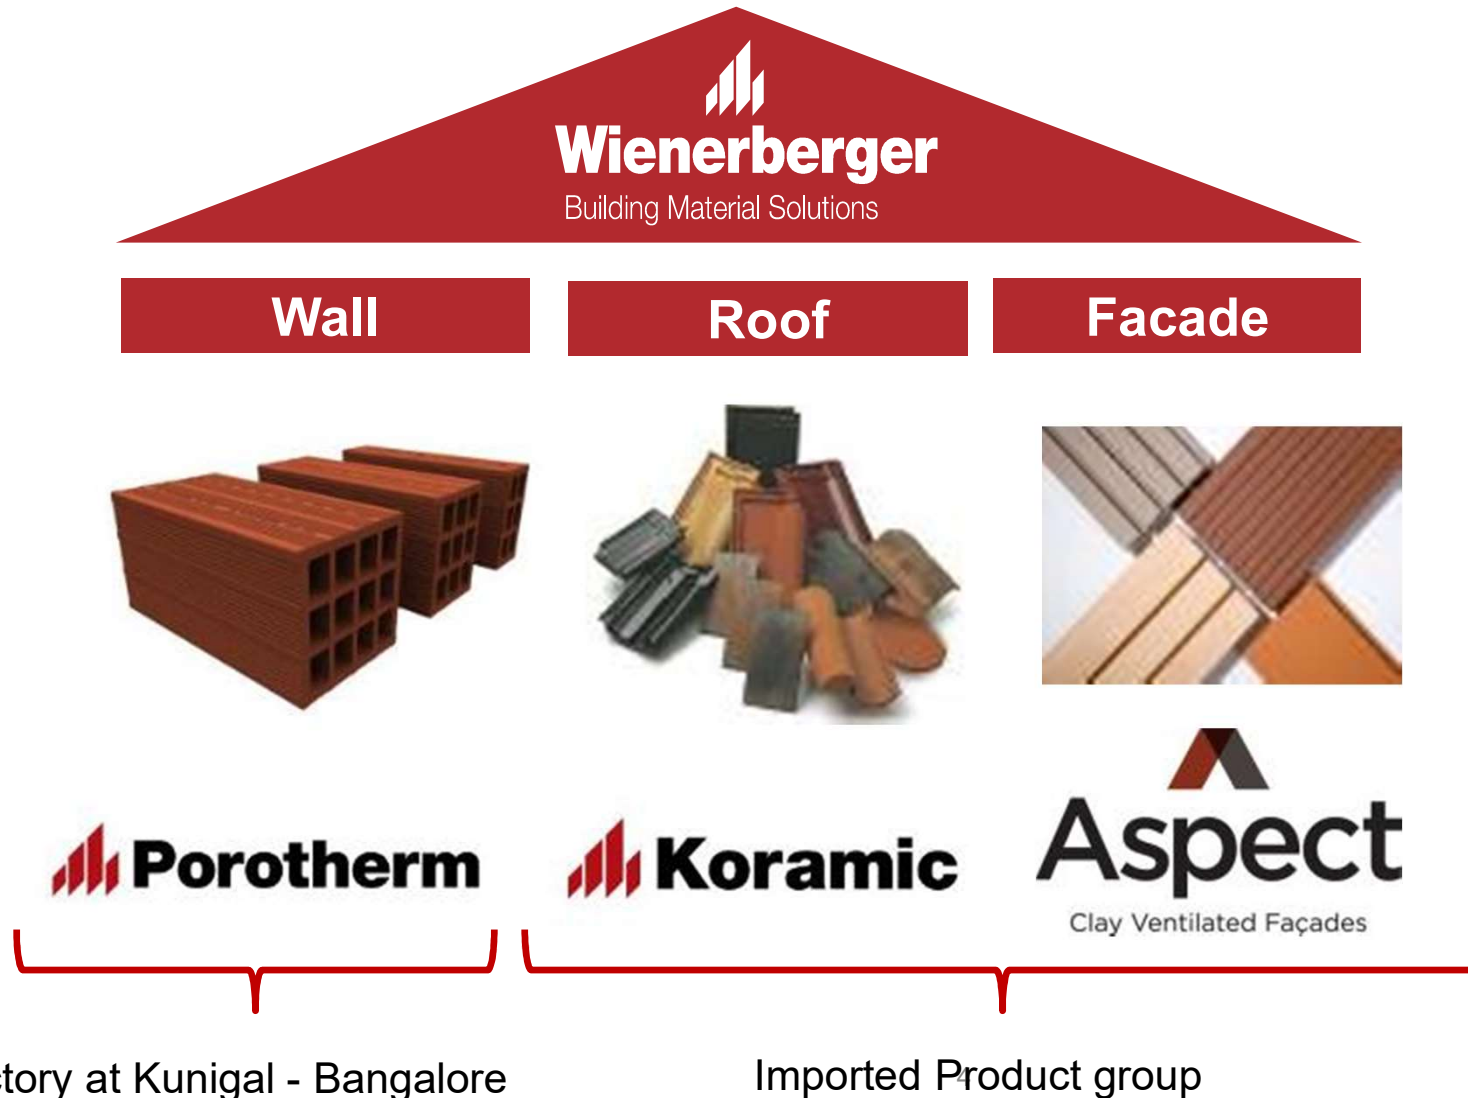 Wienerberger
Building Material Solutions
Wall
Roof
Facade
Porotherm
Koramic
Aspect
Clay Ventilated Façades
at Kunigal - Bangalore
Imported Product group
4